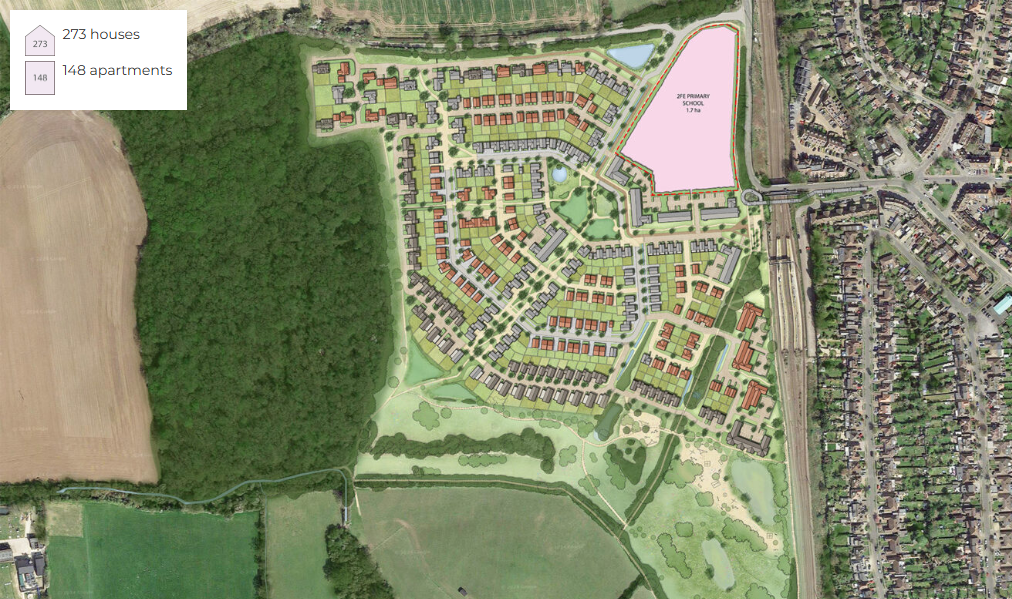 273
273 houses
148
148 apartments
2FE PRIMARY
SCHOOL
1.7 ha